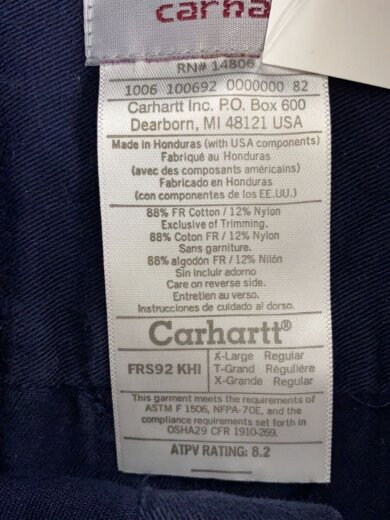 carha
RN# 14806
1006 100692 0000000 82
Carhartt Inc. P.O. Box 600
Dearborn, MI 48121 USA
Made in Honduras (with USA components)
Fabriqué au Honduras
(avec des composants américains)
Fabricado en Honduras
(con componentes de los EE.UU.)
88% FR Cotton / 12% Nylon
Exclusive of Trimming.
88% Coton FR / 12% Nylon
Sans garniture.
88% algodón FR / 12% Nilón
Sin incluir adorno
Care on reverse side.
Entretien au verso.
Instrucciones de cuidado al dorso.
Carhartt®
FRS92 KHI
X-Large Regular
T-Grand Régulière
X-Grande Regular
This garment meets the requirements of
ASTM F 1506, NFPA-70E, and the
compliance requirements set forth in
OSHA29 CFR 1910-269.
ATPV RATING: 8.2